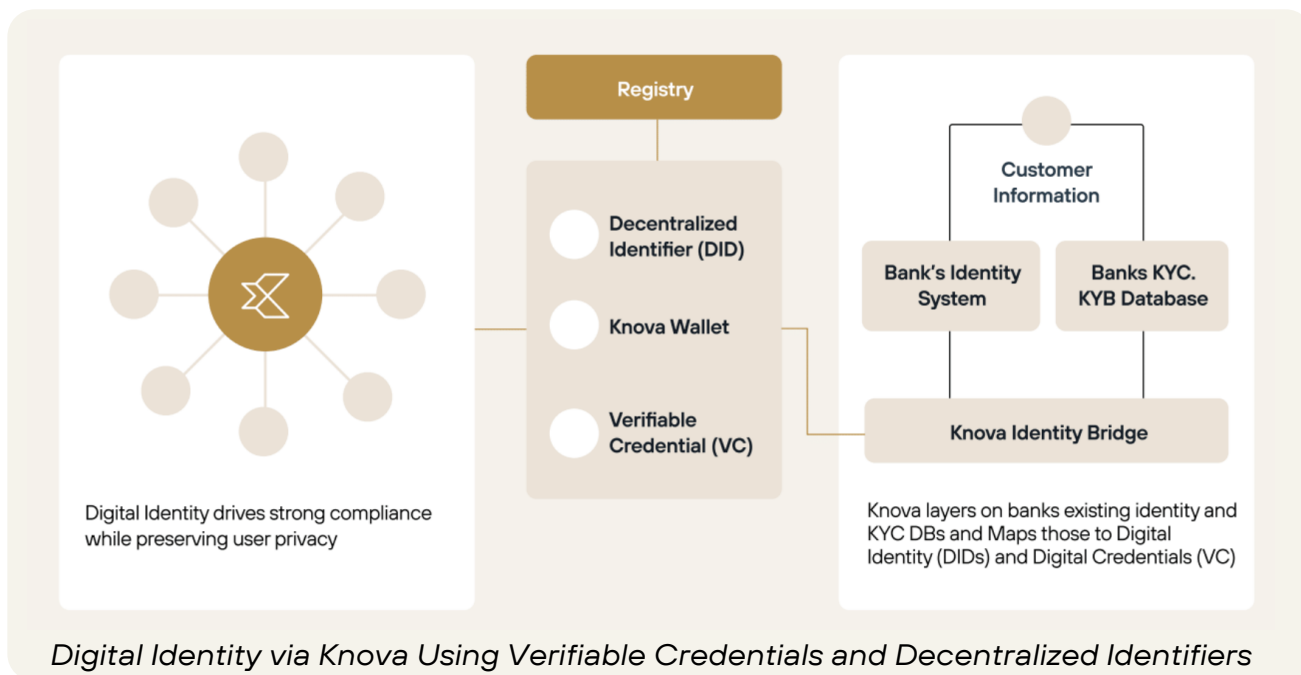 Registry
Decentralized
Identifier (DID)
Knova Wallet
Verifiable
Credential (VC)
Digital Identity drives strong compliance
while preserving user privacy
Customer
Information
Bank's Identity
System
Banks KYC.
KYB Database
Knova Identity Bridge
Knova layers on banks existing identity and
KYC DBs and Maps those to Digital
Identity (DIDs) and Digital Credentials (VC)
Digital Identity via Knova Using Verifiable Credentials and Decentralized Identifiers